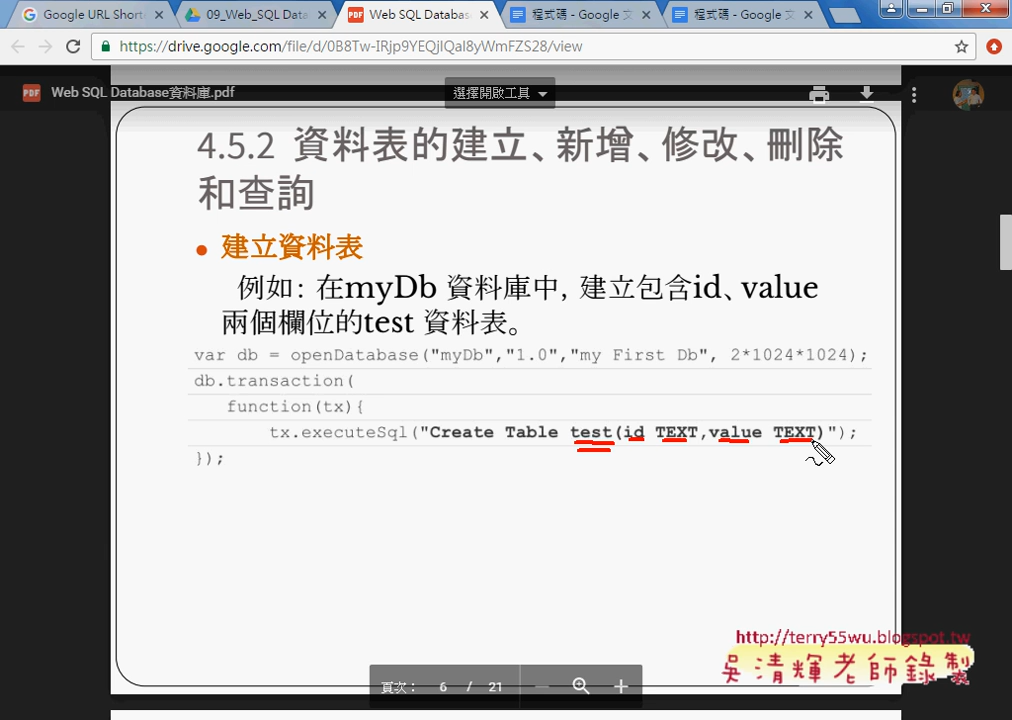 Google URL Short
09_Web_SQL Data
Web SQL Databas
程式碼 - Google 文
程式碼 - Google 文
https://drive.google.com/file/d/0B8Tw-IRjp9YEQjlQal8yWmFZS28/view
PDF Web SQL Database資料庫.pdf
選擇開啟工具
4.5.2 資料表的建立、新增、修改、刪除
和查詢
建立資料表
例如: 在myDb 資料庫中, 建立包含id、value
兩個欄位的test 資料表。
var db = openDatabase("myDb","1.0","my First Db", 2*1024*1024);
db.transaction(
function(tx){
tx.executeSql("Create Table test(id TEXT,value TEXT)");
});
http://terry55wu.blogspot.tw
吳清輝老師錄製
頁次： 6 / 21